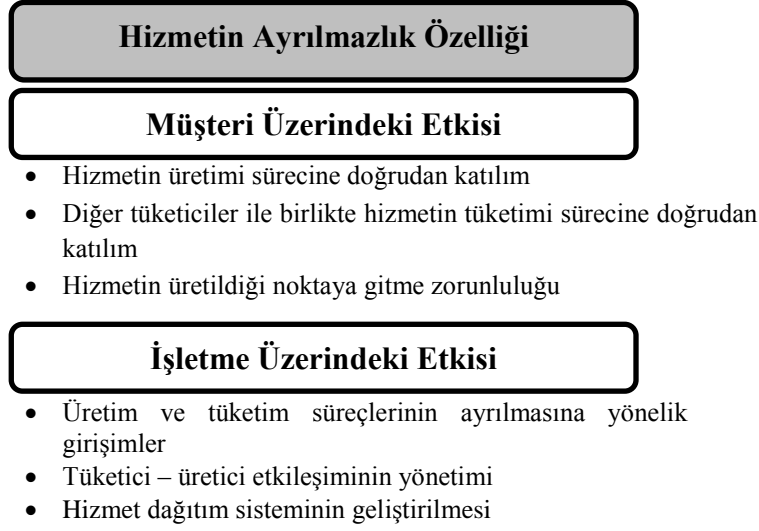 Hizmetin Ayrılmazlık Özelliği
Müşteri Üzerindeki Etkisi
• Hizmetin üretimi sürecine doğrudan katılım
• Diğer tüketiciler ile birlikte hizmetin tüketimi sürecine doğrudan
katılım
• Hizmetin üretildiği noktaya gitme zorunluluğu
İşletme Üzerindeki Etkisi
• Üretim ve tüketim süreçlerinin ayrılmasına yönelik
girişimler
• Tüketici – üretici etkileşiminin yönetimi
• Hizmet dağıtım sisteminin geliştirilmesi